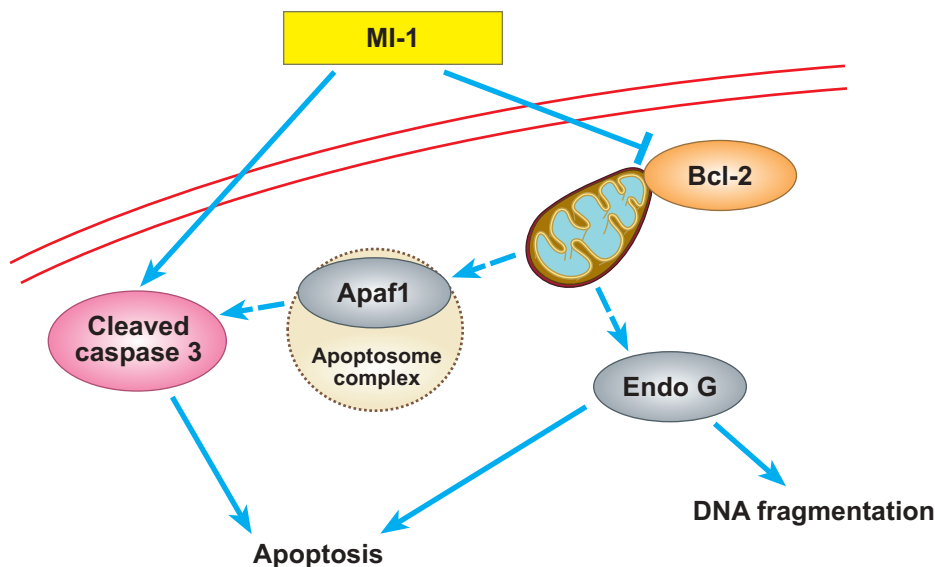 MI-1
Bcl-2
Apaf1
Cleaved
caspase 3
Apoptosome
complex
Endo G
DNA fragmentation
Apoptosis